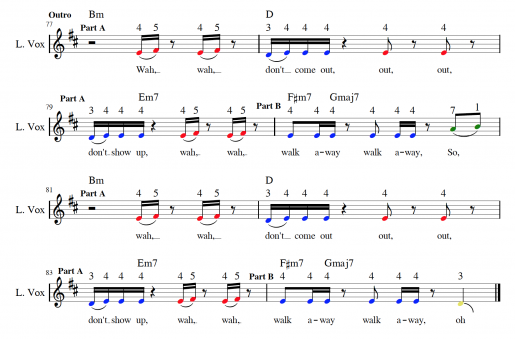 Outro Bm D
77 Part A 4 5 4 5 3 4 4 4 4 4
L. Vox
Wah, wah, don't come out, out, out,
Part A Em7 Part B F♯m7 Gmaj7
79 3 4 4 4 4 5 4 5 4 4 4 4 4 4 7 1
L. Vox
don't show up, wah, wah, walk a-way walk a-way, So,
Bm D
81 Part A 4 5 4 5 3 4 4 4 4 4
L. Vox
wah, wah, don't come out out, out,
Part A Em7 F♯m7 Gmaj7
83 3 4 4 4 4 5 4 5 Part B 4 4 4 4 4 4 3
L. Vox
don't show up, wah, wah, walk a-way walk a-way, oh